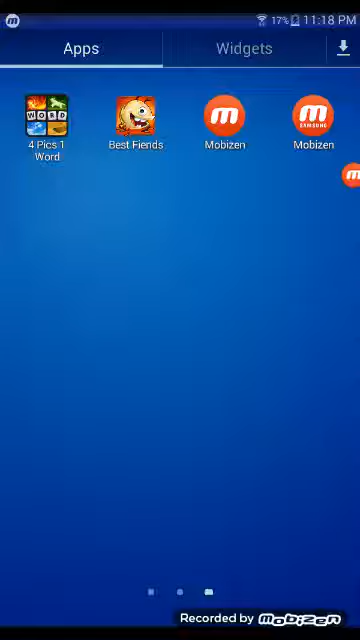 17% 11:18 PM
Apps Widgets
4 Pics 1 Word
Best Fiends
Mobizen
Mobizen
WORD
SAMSUNG
Recorded by MOBIZEN